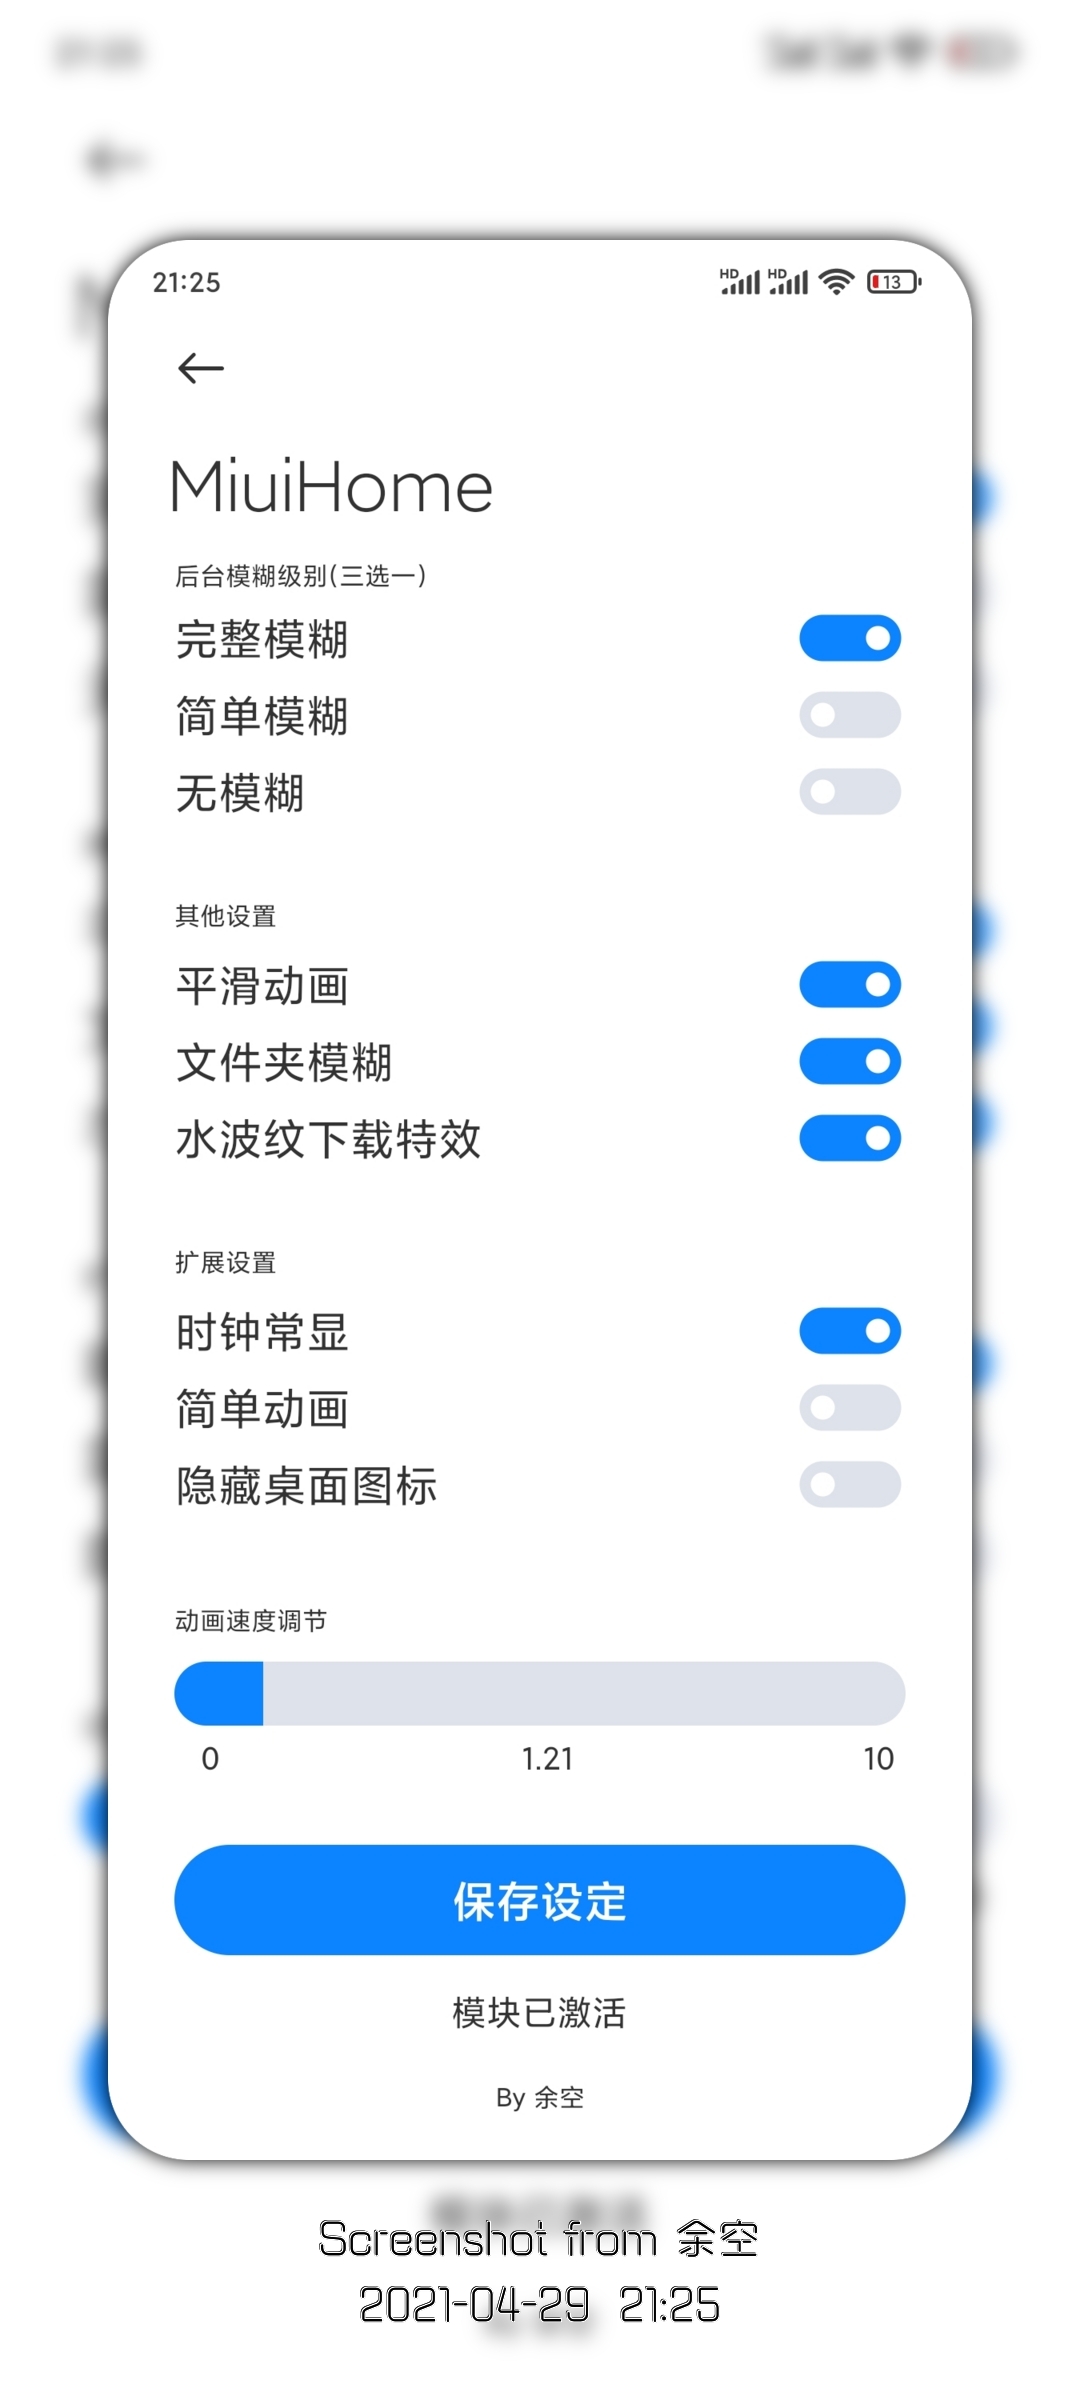 21:25
HD HD 13
MiuiHome
后台模糊级别(三选一)
完整模糊
简单模糊
无模糊
其他设置
平滑动画
文件夹模糊
水波纹下载特效
扩展设置
时钟常显
简单动画
隐藏桌面图标
动画速度调节
0 1.21 10
保存设定
模块已激活
By 余空
Screenshot from 余空
2021-04-29 21:25